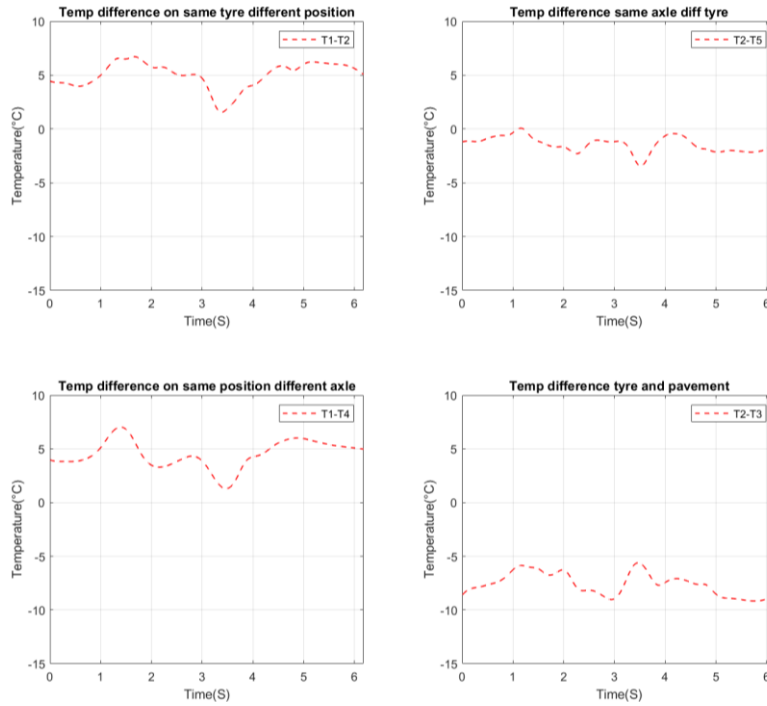 Temp difference on same tyre different position
10
5
0
-5
-10
-15
Temperature(°C)
0 1 2 3 4 5 6
Time(S)
T1-T2
Temp difference same axle diff tyre
10
5
0
-5
-10
-15
Temperature(°C)
0 1 2 3 4 5 6
Time(S)
T2-T5
Temp difference on same position different axle
10
5
0
-5
-10
-15
Temperature(°C)
0 1 2 3 4 5 6
Time(S)
T1-T4
Temp difference tyre and pavement
10
5
0
-5
-10
-15
Temperature(°C)
0 1 2 3 4 5 6
Time(S)
T2-T3